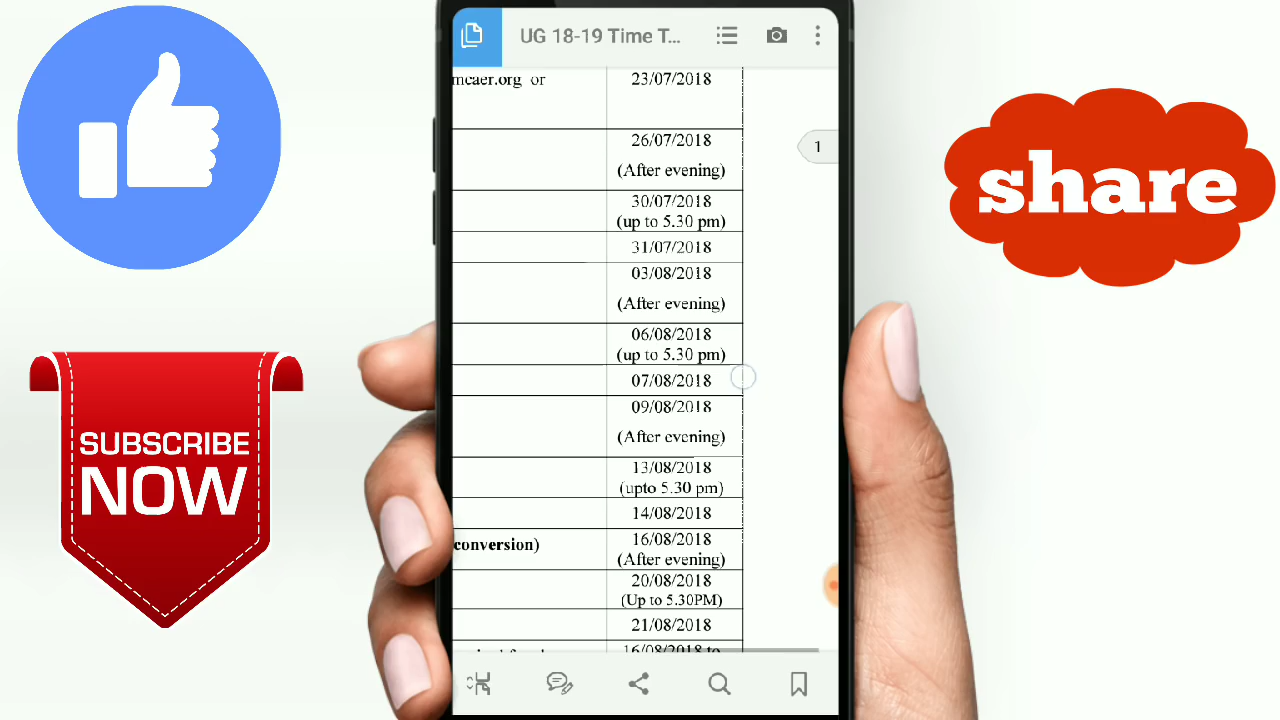 UG 18-19 Time T...
mcaer.org or
23/07/2018
1
26/07/2018
(After evening)
30/07/2018
(up to 5.30 pm)
31/07/2018
03/08/2018
(After evening)
06/08/2018
(up to 5.30 pm)
07/08/2018
09/08/2018
(After evening)
13/08/2018
(upto 5.30 pm)
14/08/2018
conversion)
16/08/2018
(After evening)
20/08/2018
(Up to 5.30PM)
21/08/2018
16/08/2018 to
share
SUBSCRIBE
NOW